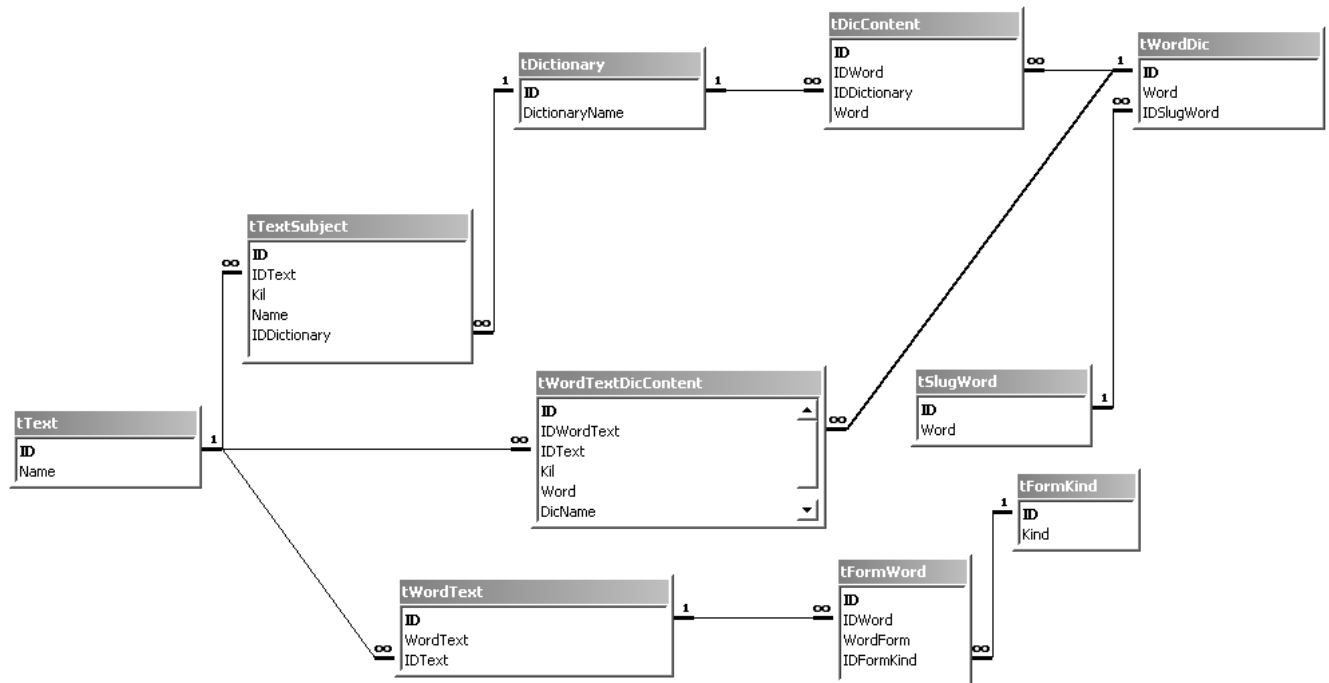 tDicContent
ID
IDWord
IDDictionary
Word
tWordDic
ID
Word
IDSlugWord
tDictionary
ID
DictionaryName
1
∞
∞
1
∞
1
tTextSubject
ID
IDText
Kil
Name
IDDictionary
∞
∞
tWordTextDicContent
ID
IDWordText
IDText
Kil
Word
DicName
∞
∞
tSlugWord
ID
Word
1
tText
ID
Name
1
tFormKind
ID
Kind
1
tWordText
ID
WordText
IDText
∞
1
∞
tFormWord
ID
IDWord
WordForm
IDFormKind
∞